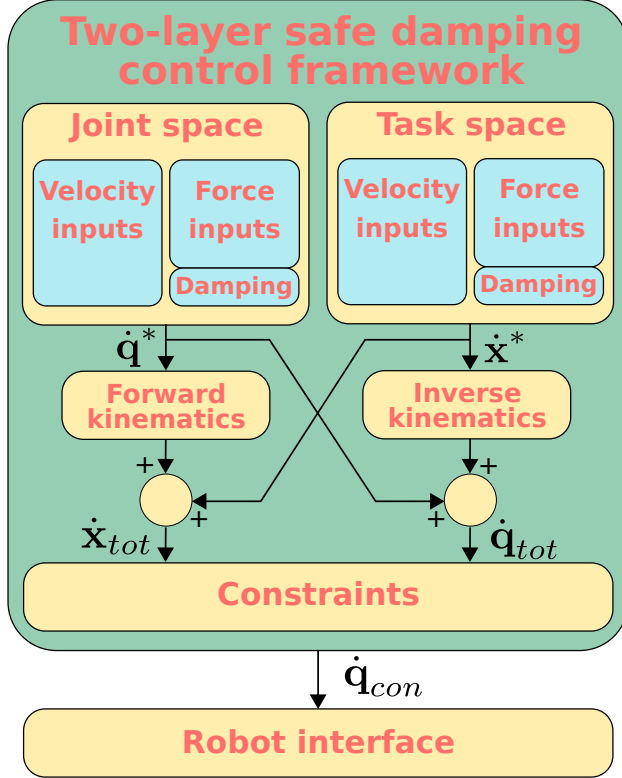 Two-layer safe damping
control framework
Joint space
Velocity
inputs
Force
inputs
Damping
Task space
Velocity
inputs
Force
inputs
Damping
q̇*
ẋ*
Forward
kinematics
Inverse
kinematics
+
+
+
+
ẋ_tot
q̇_tot
Constraints
q̇_con
Robot interface